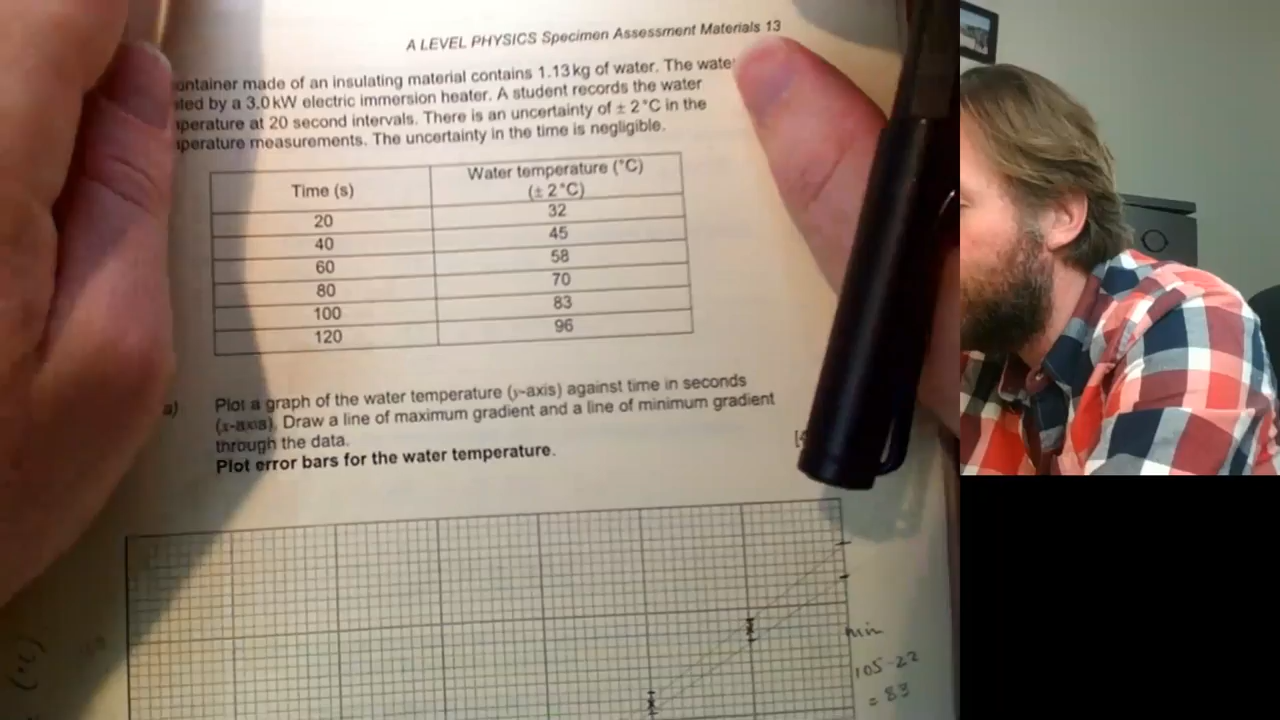 A LEVEL PHYSICS Specimen Assessment Materials 13
ontainer made of an insulating material contains 1.13 kg of water. The wate
ted by a 3.0 kW electric immersion heater. A student records the water
perature at 20 second intervals. There is an uncertainty of ± 2 °C in the
perature measurements. The uncertainty in the time is negligible.
Time (s) Water temperature (°C) (± 2 °C)
20 32
40 45
60 58
80 70
100 83
120 96
a) Plot a graph of the water temperature (y-axis) against time in seconds
(x-axis). Draw a line of maximum gradient and a line of minimum gradient
through the data.
Plot error bars for the water temperature.
min
105-22
= 83
(°C)